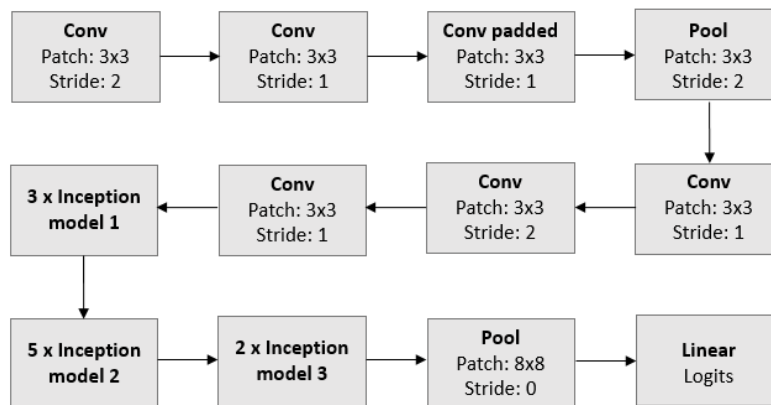 Conv
Patch: 3x3
Stride: 2
Conv
Patch: 3x3
Stride: 1
Conv padded
Patch: 3x3
Stride: 1
Pool
Patch: 3x3
Stride: 2
Conv
Patch: 3x3
Stride: 1
Conv
Patch: 3x3
Stride: 2
Conv
Patch: 3x3
Stride: 1
3 x Inception
model 1
5 x Inception
model 2
2 x Inception
model 3
Pool
Patch: 8x8
Stride: 0
Linear
Logits